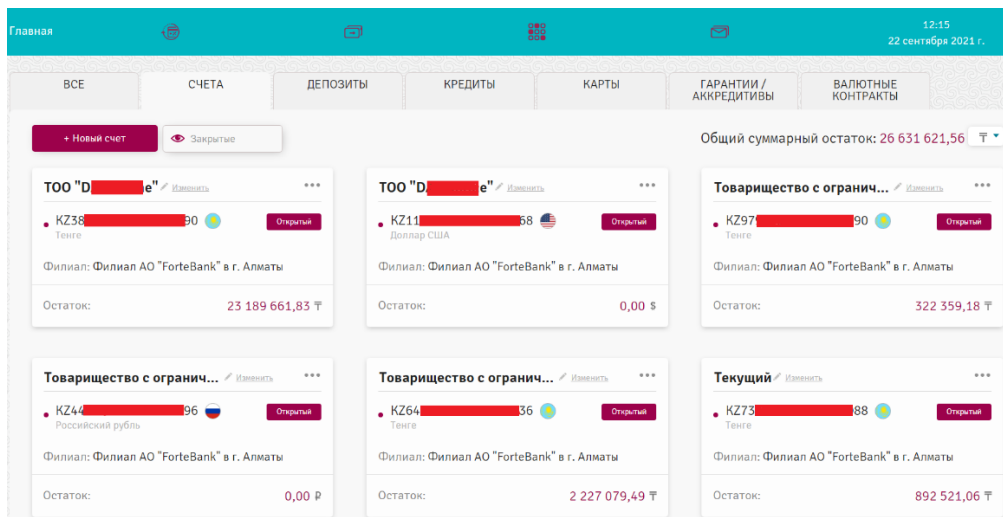 Главная
12:15
22 сентября 2021 г.
ВСЕ
СЧЕТА
ДЕПОЗИТЫ
КРЕДИТЫ
КАРТЫ
ГАРАНТИИ /
АККРЕДИТИВЫ
ВАЛЮТНЫЕ
КОНТРАКТЫ
+ Новый счет
Закрытые
Общий суммарный остаток: 26 631 621,56 ₸
ТОО "D e" Изменить
KZ38 90 Открытый
Тенге
Филиал: Филиал АО "ForteBank" в г. Алматы
Остаток: 23 189 661,83 ₸
ТОО "D e" Изменить
KZ11 68 Открытый
Доллар США
Филиал: Филиал АО "ForteBank" в г. Алматы
Остаток: 0,00 $
Товарищество с огранич... Изменить
KZ97 90 Открытый
Тенге
Филиал: Филиал АО "ForteBank" в г. Алматы
Остаток: 322 359,18 ₸
Товарищество с огранич... Изменить
KZ44 96 Открытый
Российский рубль
Филиал: Филиал АО "ForteBank" в г. Алматы
Остаток: 0,00 ₽
Товарищество с огранич... Изменить
KZ64 36 Открытый
Тенге
Филиал: Филиал АО "ForteBank" в г. Алматы
Остаток: 2 227 079,49 ₸
Текущий Изменить
KZ73 88 Открытый
Тенге
Филиал: Филиал АО "ForteBank" в г. Алматы
Остаток: 892 521,06 ₸